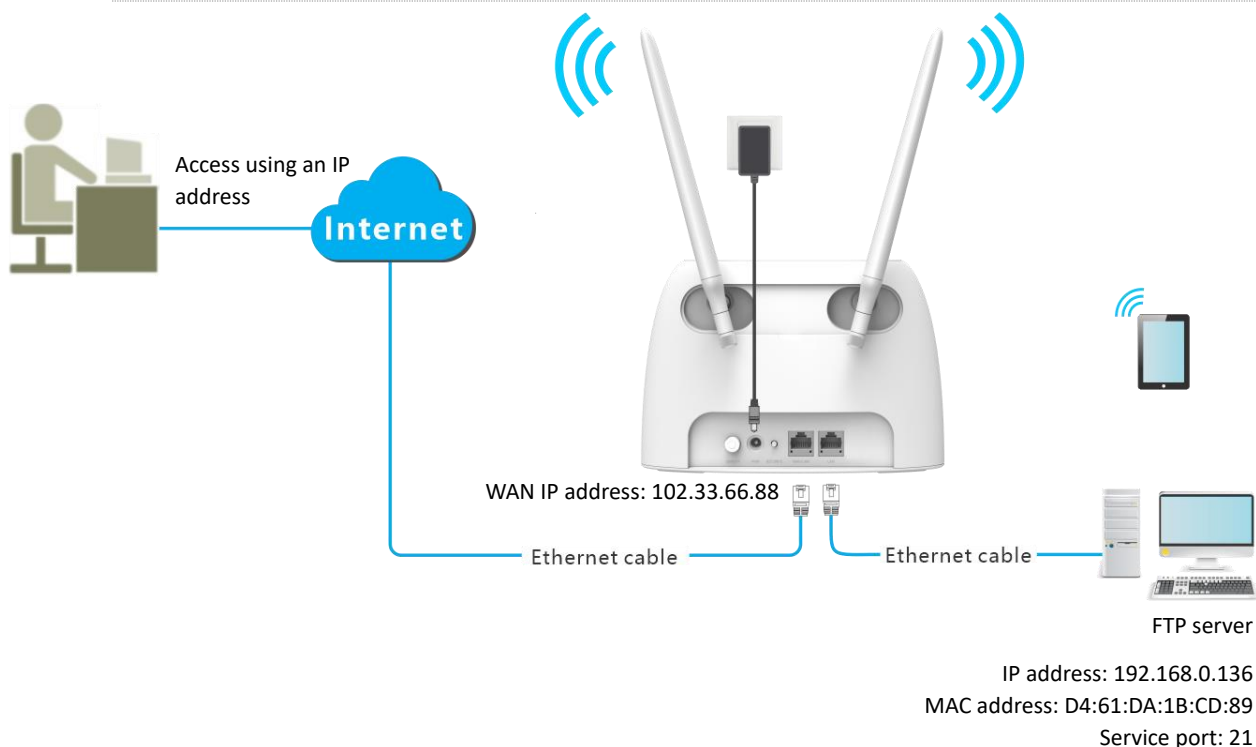 Access using an IP
address
Internet
WAN IP address: 102.33.66.88
Ethernet cable
Ethernet cable
FTP server
IP address: 192.168.0.136
MAC address: D4:61:DA:1B:CD:89
Service port: 21